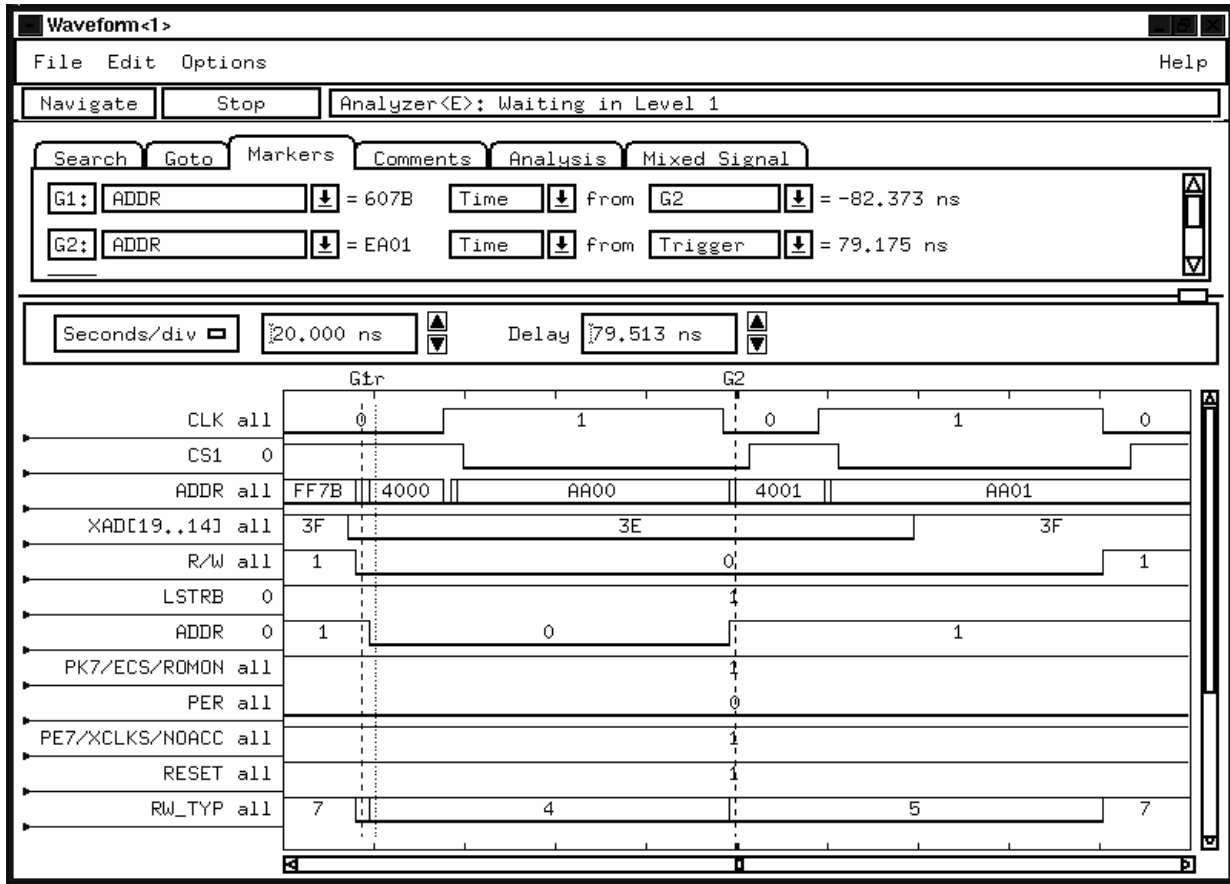 Waveform<1>
File Edit Options Help
Navigate Stop Analyzer<E>: Waiting in Level 1
Search Goto Markers Comments Analysis Mixed Signal
G1: ADDR = 607B Time from G2 = -82.373 ns
G2: ADDR = EA01 Time from Trigger = 79.175 ns
Seconds/div 20.000 ns Delay 79.513 ns
G1 G2
CLK all 0 1 0 1 0
CS1 0
ADDR all FF7B 4000 AA00 4001 AA01
XAD[19..14] all 3F 3E 3F
R/W all 1 0 1
LSTRB 0 1
ADDR 0 1 0 1
PK7/ECS/ROMON all 1
PER all 0
PE7/XCLKS/NOACC all 1
RESET all 1
RW_TYP all 7 4 5 7